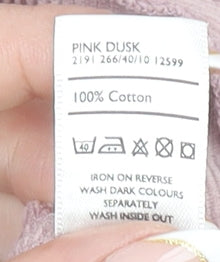 PINK DUSK
2191 266/40/10 12599
100% Cotton
40
IRON ON REVERSE
WASH DARK COLOURS
SEPARATELY
WASH INSIDE OUT